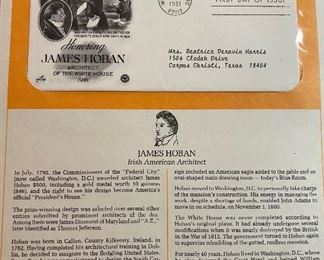 1981
20013
FIRST DAY OF ISSUE
Honoring
JAMES HOBAN
ARCHITECT
OF THE WHITE HOUSE
1981
Mrs. Beatrice Perevin Harris
1506 Clodah Drive
Corpus Christi, Texas 78404
JAMES HOBAN
Irish American Architect
In July, 1792, the Commissioners of the "Federal City"
(now called Washington, D.C.) awarded architect James
Hoban $500, including a gold medal worth 10 guineas
($46), and the right to see his design become America's
official "President's House."
The prize-winning design was selected over several other
entries submitted by prominent architects of the day.
Among them were James Diamond of Maryland and "A.Z.,"
later identified as Thomas Jefferson.
Hoban was born in Callan, County Kilkenny, Ireland, in
1762. Having completed his architectural training in Dub-
lin, he decided to emigrate to the fledgling United States.
sign included an American eagle added to the gable and an
oval-shaped main drawing room — today's Blue Room.
Hoban moved to Washington, D.C., to personally take charge
of the mansion's construction. His energy in managing the
work, despite a shortage of funds, enabled John Adams to
move in on schedule, on November 1, 1800.
The White House was never completed according to
Hoban's original plan. It had already undergone several
alterations when it was nearly destroyed by the British in
the War of 1812. The government turned to Hoban again
to supervise rebuilding of the gutted, roofless mansion.
For nearly 40 years, Hoban lived in Washington, D.C., where